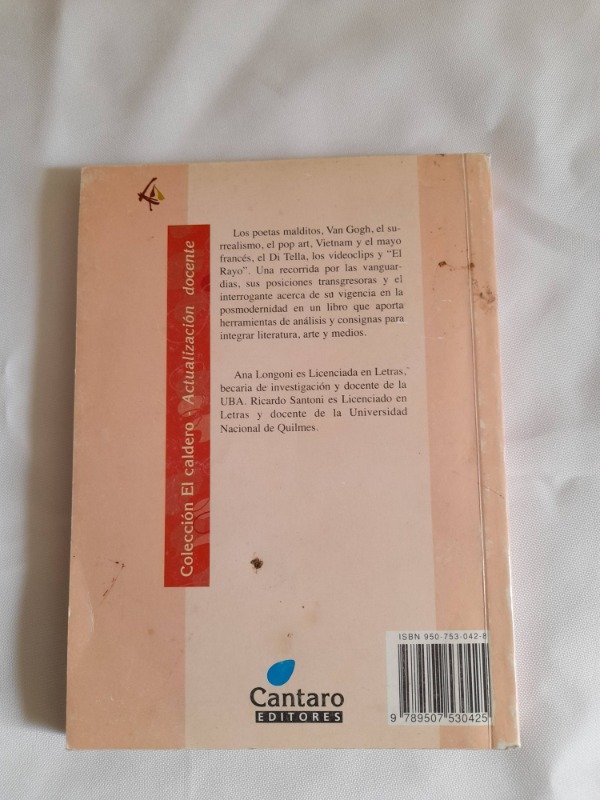 Los poetas malditos, Van Gogh, el su-
rrealismo, el pop art, Vietnam y el mayo
francés, el Di Tella, los videoclips y “El
Rayo”. Una recorrida por las vanguar-
dias, sus posiciones transgresoras y el
interrogante acerca de su vigencia en la
posmodernidad en un libro que aporta
herramientas de análisis y consignas para
integrar literatura, arte y medios.
Ana Longoni es Licenciada en Letras,
becaria de investigación y docente de la
UBA. Ricardo Santoni es Licenciado en
Letras y docente de la Universidad
Nacional de Quilmes.
Colección El caldero - Actualización docente
ISBN 950-753-042-8
9 789507 530425
Cantaro
EDITORES